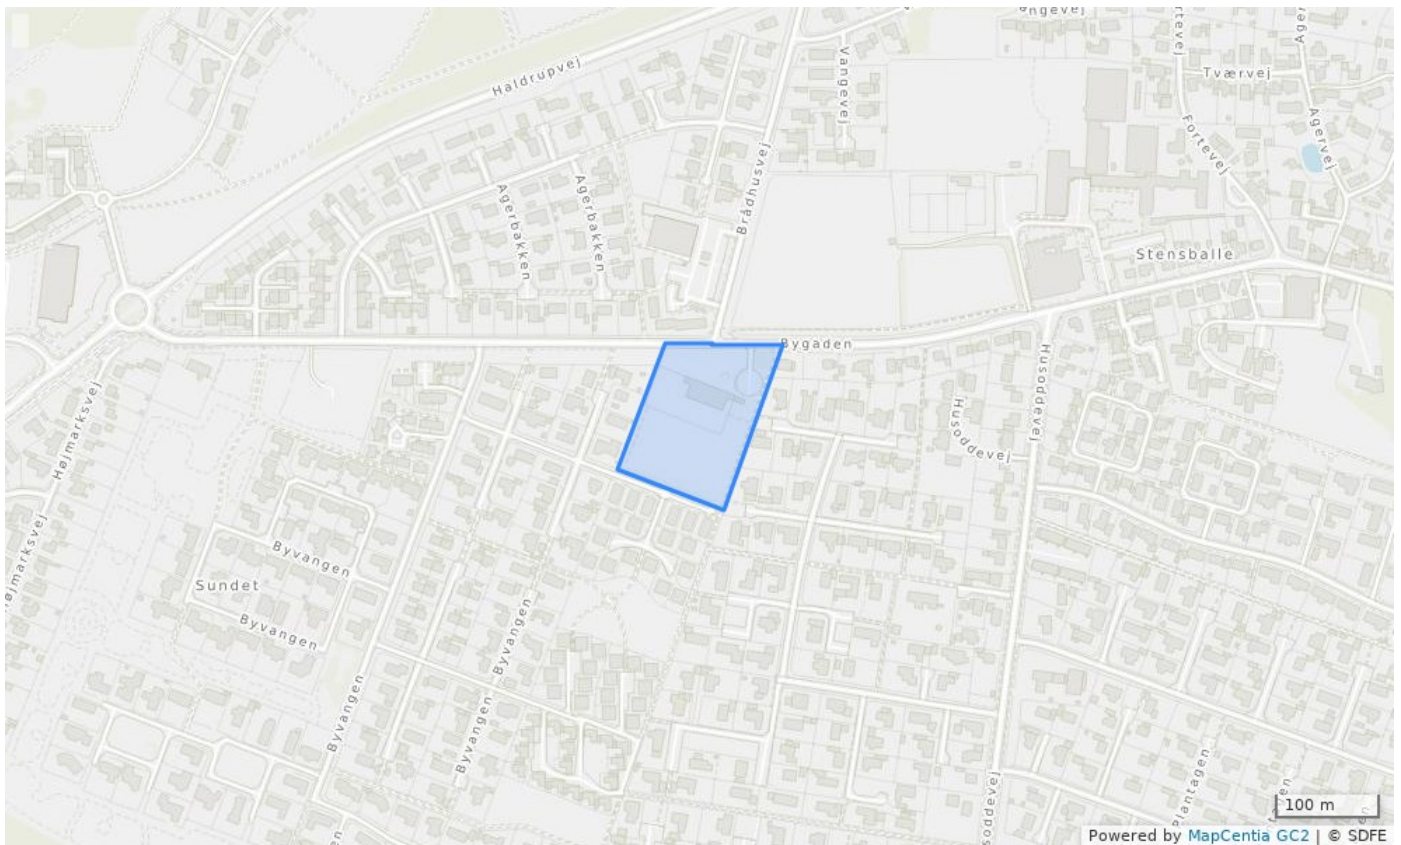 Haldrupvej
Vangevej
Tværvej
Agervej
Fortevej
Brådhusvej
Agerbakken
Agerbakken
Stensballe
Bygaden
Husoddevej
Husoddevej
Højmarksvej
Byvangen
Sundet
Byvangen
Byvangen
Byvangen
Byvangen
Plantagen
100 m
Powered by MapCentia GC2 | © SDFE